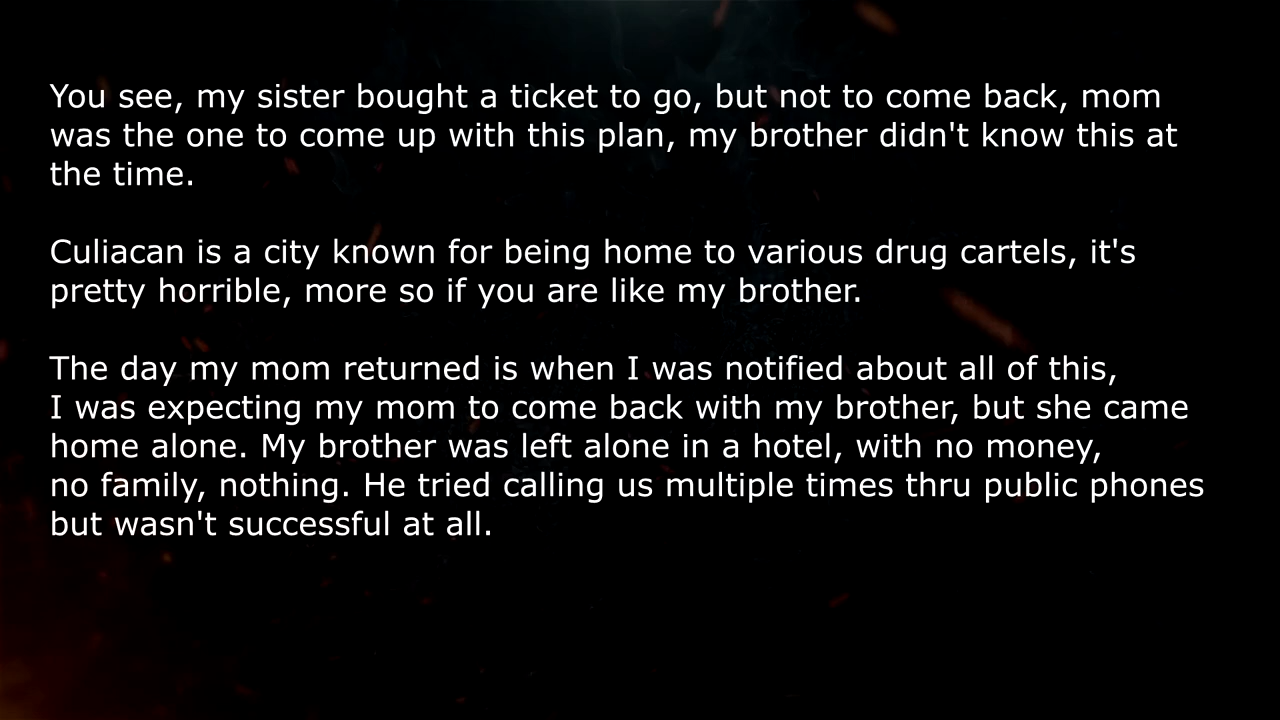 You see, my sister bought a ticket to go, but not to come back, mom
was the one to come up with this plan, my brother didn't know this at
the time.
Culiacan is a city known for being home to various drug cartels, it's
pretty horrible, more so if you are like my brother.
The day my mom returned is when I was notified about all of this,
I was expecting my mom to come back with my brother, but she came
home alone. My brother was left alone in a hotel, with no money,
no family, nothing. He tried calling us multiple times thru public phones
but wasn't successful at all.